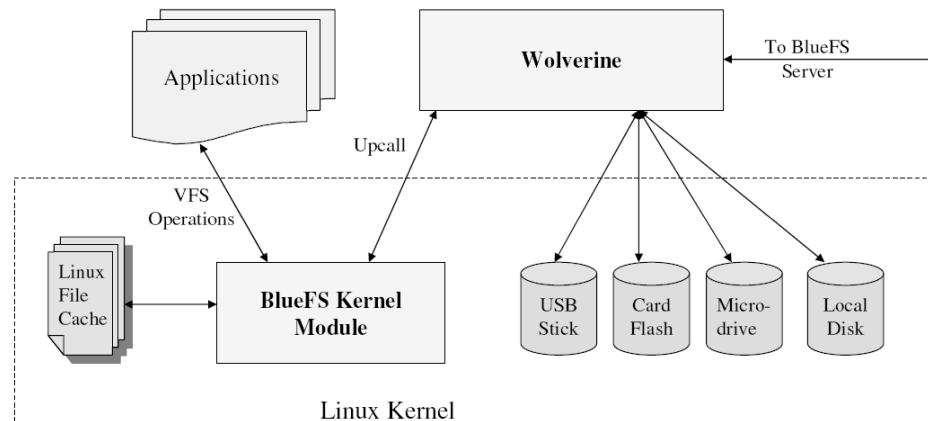 Applications
Wolverine
To BlueFS
Server
Upcall
VFS
Operations
Linux
File
Cache
BlueFS Kernel
Module
USB
Stick
Card
Flash
Micro-
drive
Local
Disk
Linux Kernel